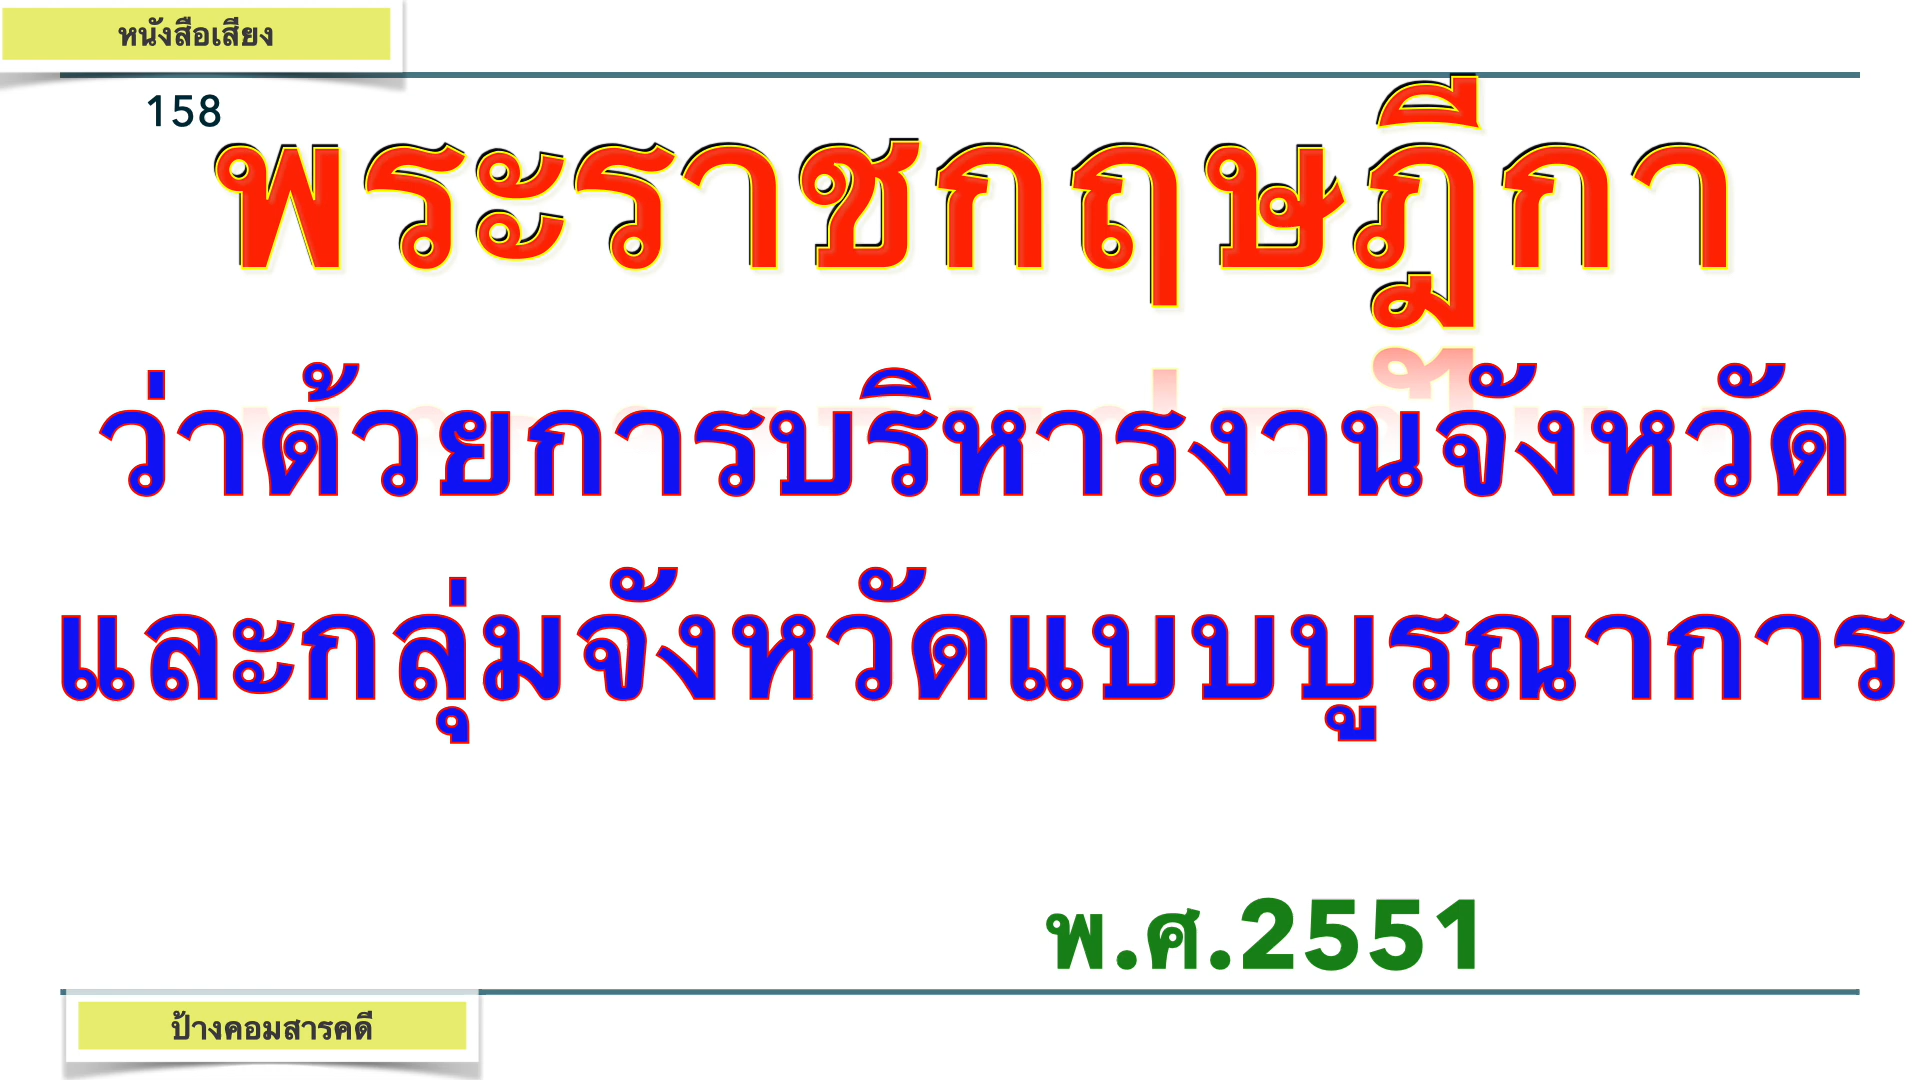 หนังสือเสียง
158
พระราชกฤษฎีกา
ว่าด้วยการบริหารงานจังหวัด
และกลุ่มจังหวัดแบบบูรณาการ
พ.ศ.2551
ป้างคอมสารคดี